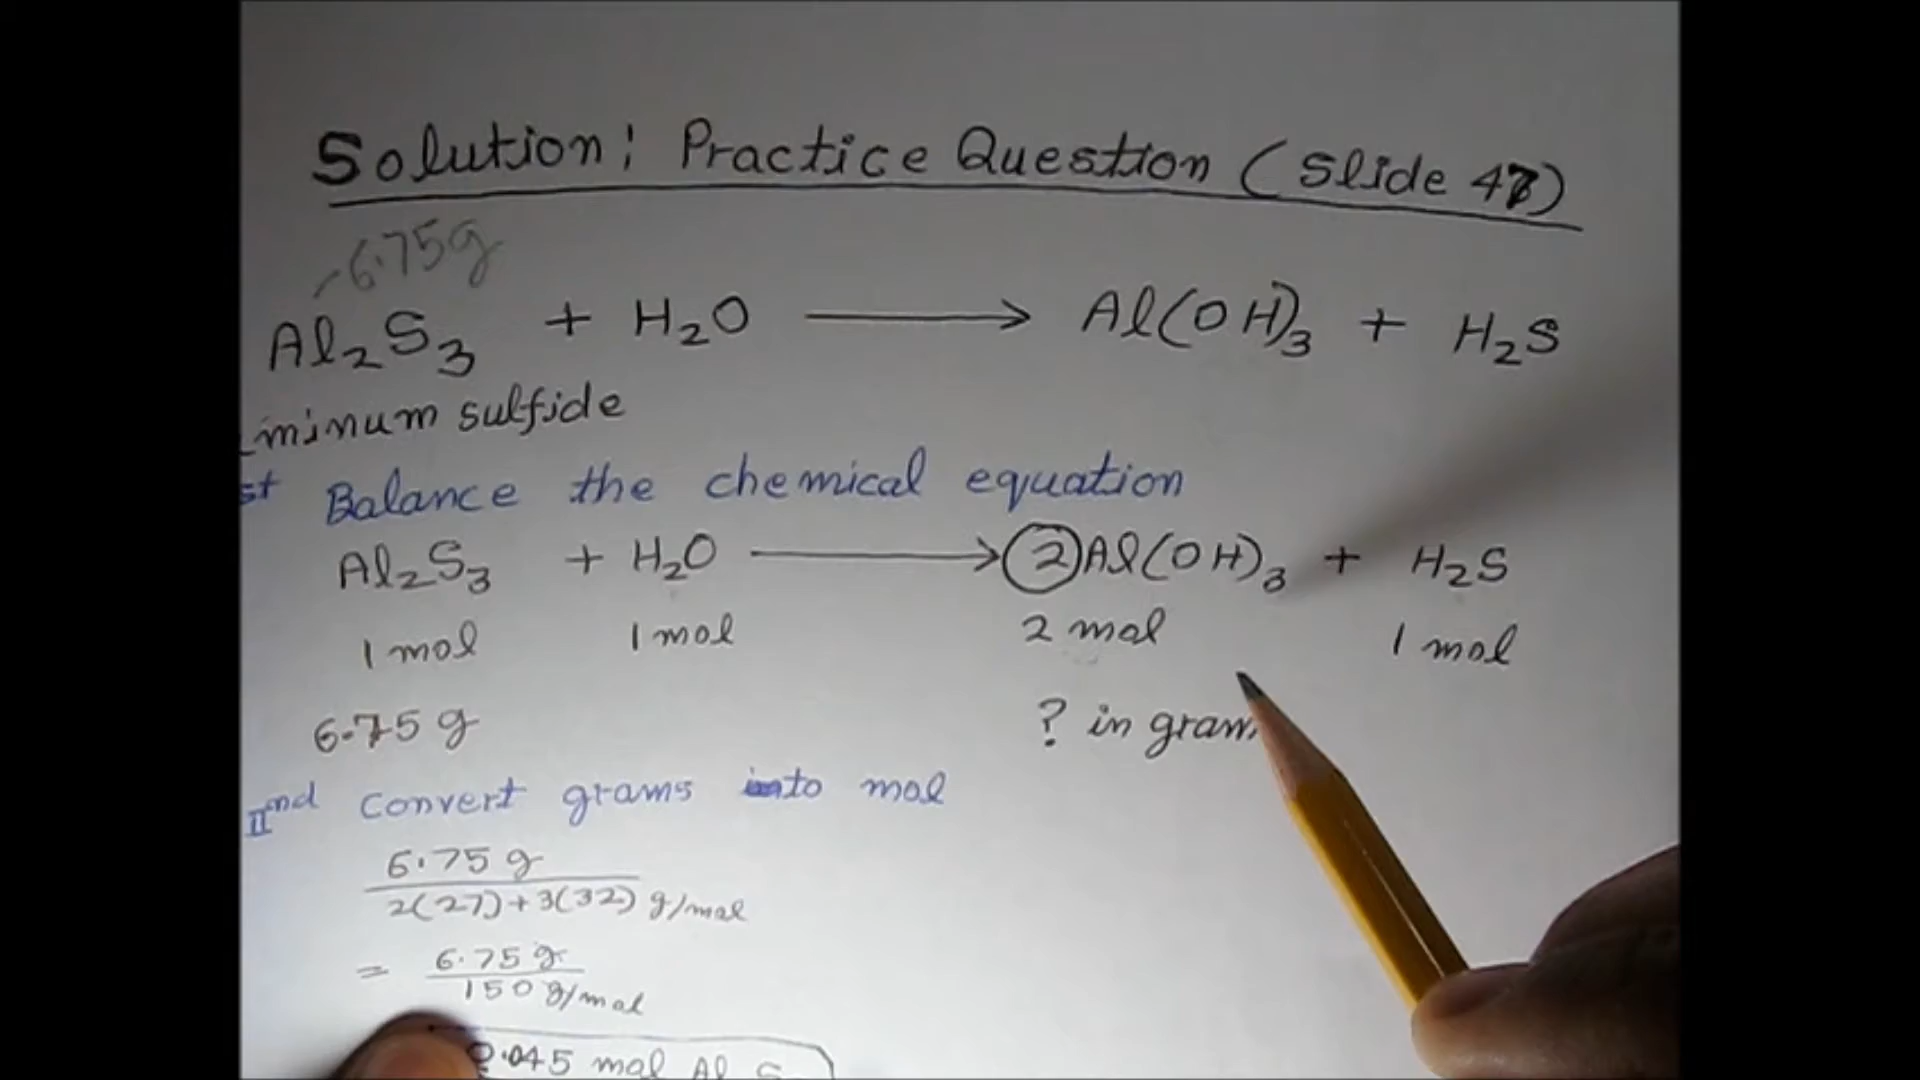 Solution: Practice Question (Slide 47)
6.75g
Al2S3 + H2O → Al(OH)3 + H2S
minum sulfide
st Balance the chemical equation
Al2S3 + H2O → 2Al(OH)3 + H2S
1 mol 1 mol 2 mol 1 mol
6.75 g ? in gram
IInd Convert grams into mol
6.75 g
2(27)+3(32) g/mol
= 6.75 g
150 g/mol
0.045 mol Al S